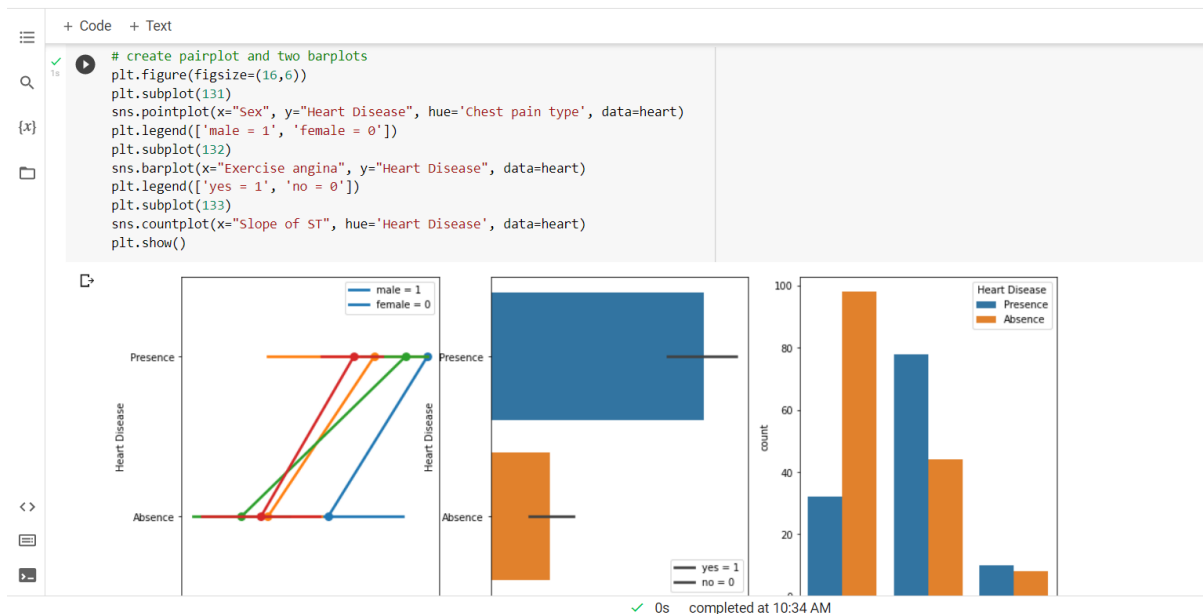 + Code + Text
1s
# create pairplot and two barplots
plt.figure(figsize=(16,6))
plt.subplot(131)
sns.pointplot(x="Sex", y="Heart Disease", hue='Chest pain type', data=heart)
plt.legend(['male = 1', 'female = 0'])
plt.subplot(132)
sns.barplot(x="Exercise angina", y="Heart Disease", data=heart)
plt.legend(['yes = 1', 'no = 0'])
plt.subplot(133)
sns.countplot(x="Slope of ST", hue='Heart Disease', data=heart)
plt.show()
{x}
male = 1
female = 0
Presence
Absence
Heart Disease
Presence
Absence
Heart Disease
yes = 1
no = 0
Heart Disease
Presence
Absence
100
80
60
40
20
0
count
0s completed at 10:34 AM